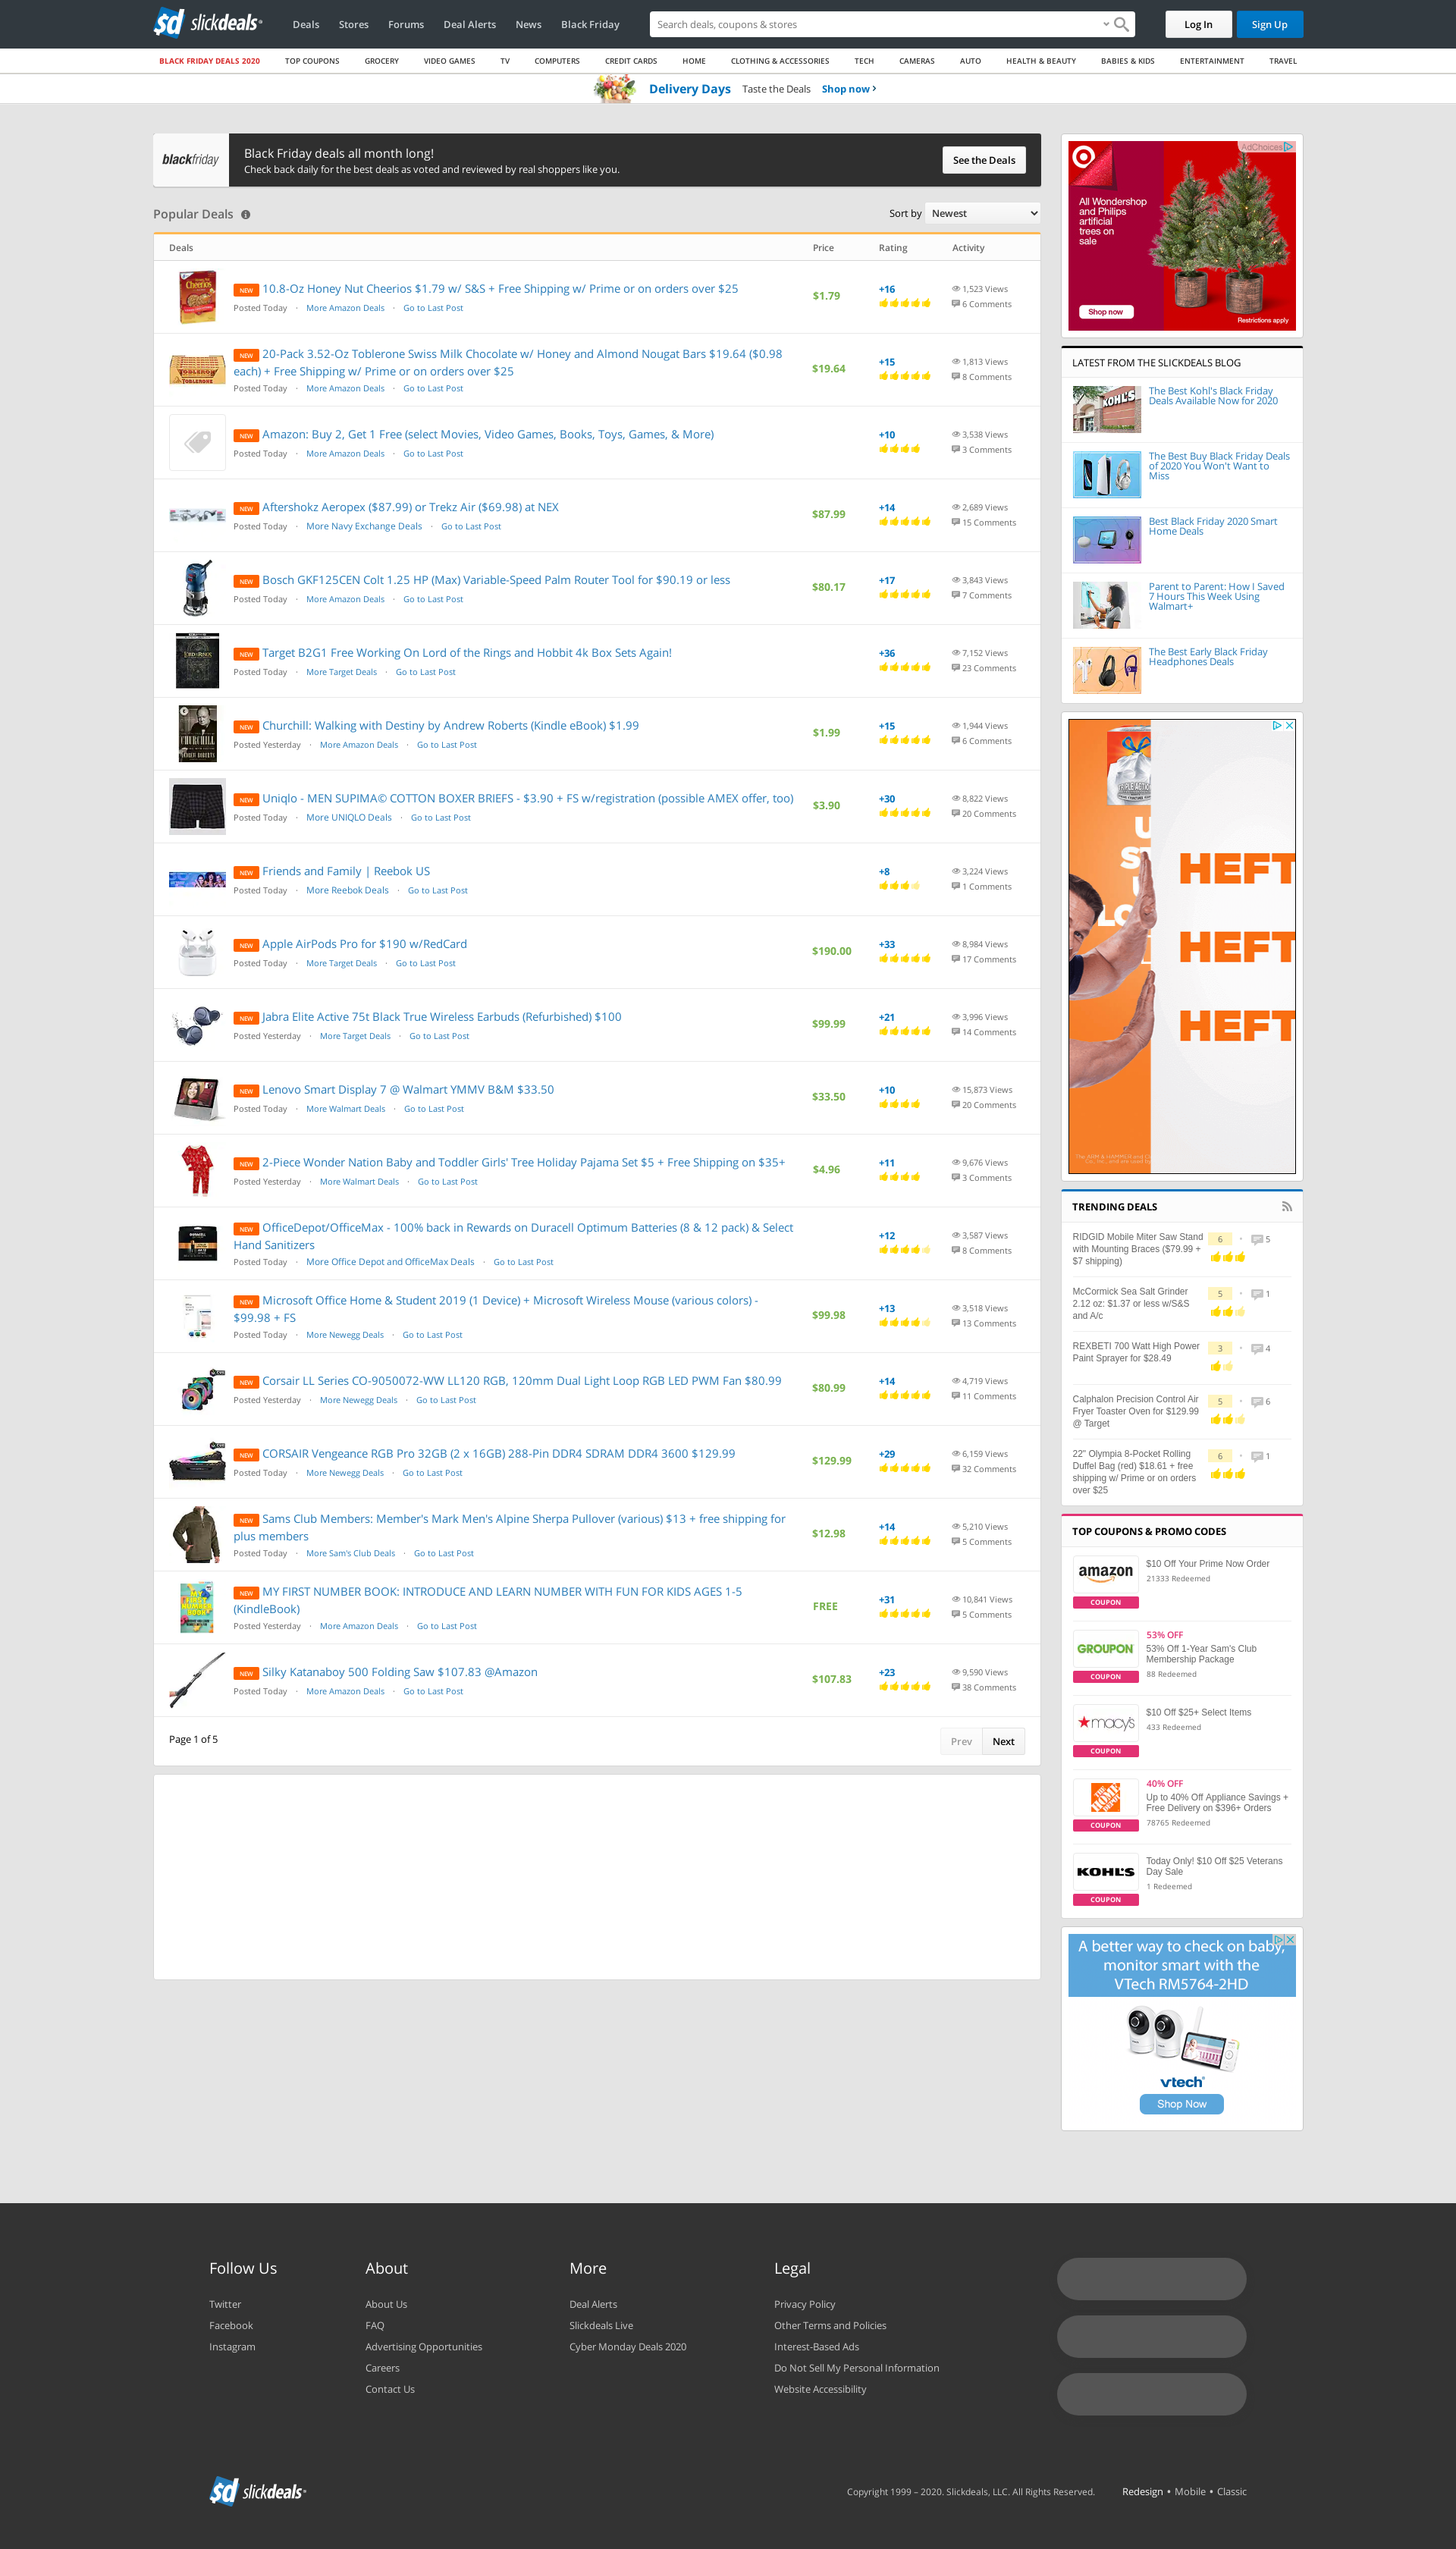 sd slickdeals
Deals Stores Forums Deal Alerts News Black Friday
Search deals, coupons & stores
Log In Sign Up
BLACK FRIDAY DEALS 2020 TOP COUPONS GROCERY VIDEO GAMES TV COMPUTERS CREDIT CARDS HOME CLOTHING & ACCESSORIES TECH CAMERAS AUTO HEALTH & BEAUTY BABIES & KIDS ENTERTAINMENT TRAVEL
Delivery Days Taste the Deals Shop now ›
blackfriday
Black Friday deals all month long!
Check back daily for the best deals as voted and reviewed by real shoppers like you.
See the Deals
Popular Deals
Sort by Newest
Deals Price Rating Activity
NEW 10.8-Oz Honey Nut Cheerios $1.79 w/ S&S + Free Shipping w/ Prime or on orders over $25
Posted Today · More Amazon Deals · Go to Last Post
$1.79
+16
1,523 Views
6 Comments
NEW 20-Pack 3.52-Oz Toblerone Swiss Milk Chocolate w/ Honey and Almond Nougat Bars $19.64 ($0.98
each) + Free Shipping w/ Prime or on orders over $25
Posted Today · More Amazon Deals · Go to Last Post
$19.64
+15
1,813 Views
8 Comments
NEW Amazon: Buy 2, Get 1 Free (select Movies, Video Games, Books, Toys, Games, & More)
Posted Today · More Amazon Deals · Go to Last Post
+10
3,538 Views
3 Comments
NEW Aftershokz Aeropex ($87.99) or Trekz Air ($69.98) at NEX
Posted Today · More Navy Exchange Deals · Go to Last Post
$87.99
+14
2,689 Views
15 Comments
NEW Bosch GKF125CEN Colt 1.25 HP (Max) Variable-Speed Palm Router Tool for $90.19 or less
Posted Today · More Amazon Deals · Go to Last Post
$80.17
+17
3,843 Views
7 Comments
NEW Target B2G1 Free Working On Lord of the Rings and Hobbit 4k Box Sets Again!
Posted Today · More Target Deals · Go to Last Post
+36
7,152 Views
23 Comments
NEW Churchill: Walking with Destiny by Andrew Roberts (Kindle eBook) $1.99
Posted Yesterday · More Amazon Deals · Go to Last Post
$1.99
+15
1,944 Views
6 Comments
NEW Uniqlo - MEN SUPIMA© COTTON BOXER BRIEFS - $3.90 + FS w/registration (possible AMEX offer, too)
Posted Today · More UNIQLO Deals · Go to Last Post
$3.90
+30
8,822 Views
20 Comments
NEW Friends and Family | Reebok US
Posted Today · More Reebok Deals · Go to Last Post
+8
3,224 Views
1 Comments
NEW Apple AirPods Pro for $190 w/RedCard
Posted Today · More Target Deals · Go to Last Post
$190.00
+33
8,984 Views
17 Comments
NEW Jabra Elite Active 75t Black True Wireless Earbuds (Refurbished) $100
Posted Yesterday · More Target Deals · Go to Last Post
$99.99
+21
3,996 Views
14 Comments
NEW Lenovo Smart Display 7 @ Walmart YMMV B&M $33.50
Posted Today · More Walmart Deals · Go to Last Post
$33.50
+10
15,873 Views
20 Comments
NEW 2-Piece Wonder Nation Baby and Toddler Girls' Tree Holiday Pajama Set $5 + Free Shipping on $35+
Posted Yesterday · More Walmart Deals · Go to Last Post
$4.96
+11
9,676 Views
3 Comments
NEW OfficeDepot/OfficeMax - 100% back in Rewards on Duracell Optimum Batteries (8 & 12 pack) & Select
Hand Sanitizers
Posted Today · More Office Depot and OfficeMax Deals · Go to Last Post
+12
3,587 Views
8 Comments
NEW Microsoft Office Home & Student 2019 (1 Device) + Microsoft Wireless Mouse (various colors) -
$99.98 + FS
Posted Today · More Newegg Deals · Go to Last Post
$99.98
+13
3,518 Views
13 Comments
NEW Corsair LL Series CO-9050072-WW LL120 RGB, 120mm Dual Light Loop RGB LED PWM Fan $80.99
Posted Yesterday · More Newegg Deals · Go to Last Post
$80.99
+14
4,719 Views
11 Comments
NEW CORSAIR Vengeance RGB Pro 32GB (2 x 16GB) 288-Pin DDR4 SDRAM DDR4 3600 $129.99
Posted Today · More Newegg Deals · Go to Last Post
$129.99
+29
6,159 Views
32 Comments
NEW Sams Club Members: Member's Mark Men's Alpine Sherpa Pullover (various) $13 + free shipping for
plus members
Posted Today · More Sam's Club Deals · Go to Last Post
$12.98
+14
5,210 Views
5 Comments
NEW MY FIRST NUMBER BOOK: INTRODUCE AND LEARN NUMBER WITH FUN FOR KIDS AGES 1-5
(KindleBook)
Posted Yesterday · More Amazon Deals · Go to Last Post
FREE
+31
10,841 Views
5 Comments
NEW Silky Katanaboy 500 Folding Saw $107.83 @Amazon
Posted Today · More Amazon Deals · Go to Last Post
$107.83
+23
9,590 Views
38 Comments
Page 1 of 5
Prev Next
AdChoices
All Wondershop
and Philips
artificial
trees on
sale
Shop now
Restrictions apply
LATEST FROM THE SLICKDEALS BLOG
The Best Kohl's Black Friday
Deals Available Now for 2020
The Best Buy Black Friday Deals
of 2020 You Won't Want to
Miss
Best Black Friday 2020 Smart
Home Deals
Parent to Parent: How I Saved
7 Hours This Week Using
Walmart+
The Best Early Black Friday
Headphones Deals
HEFT
HEFT
HEFT
TRENDING DEALS
RIDGID Mobile Miter Saw Stand
with Mounting Braces ($79.99 +
$7 shipping)
6 • 5
McCormick Sea Salt Grinder
2.12 oz: $1.37 or less w/S&S
and A/c
5 • 1
REXBETI 700 Watt High Power
Paint Sprayer for $28.49
3 • 4
Calphalon Precision Control Air
Fryer Toaster Oven for $129.99
@ Target
5 • 6
22" Olympia 8-Pocket Rolling
Duffel Bag (red) $18.61 + free
shipping w/ Prime or on orders
over $25
6 • 1
TOP COUPONS & PROMO CODES
amazon
COUPON
$10 Off Your Prime Now Order
21333 Redeemed
GROUPON
COUPON
53% OFF
53% Off 1-Year Sam's Club
Membership Package
88 Redeemed
macy's
COUPON
$10 Off $25+ Select Items
433 Redeemed
COUPON
40% OFF
Up to 40% Off Appliance Savings +
Free Delivery on $396+ Orders
78765 Redeemed
KOHL'S
COUPON
Today Only! $10 Off $25 Veterans
Day Sale
1 Redeemed
A better way to check on baby,
monitor smart with the
VTech RM5764-2HD
vtech
Shop Now
Follow Us
Twitter
Facebook
Instagram
About
About Us
FAQ
Advertising Opportunities
Careers
Contact Us
More
Deal Alerts
Slickdeals Live
Cyber Monday Deals 2020
Legal
Privacy Policy
Other Terms and Policies
Interest-Based Ads
Do Not Sell My Personal Information
Website Accessibility
sd slickdeals
Copyright 1999 – 2020. Slickdeals, LLC. All Rights Reserved.
Redesign • Mobile • Classic